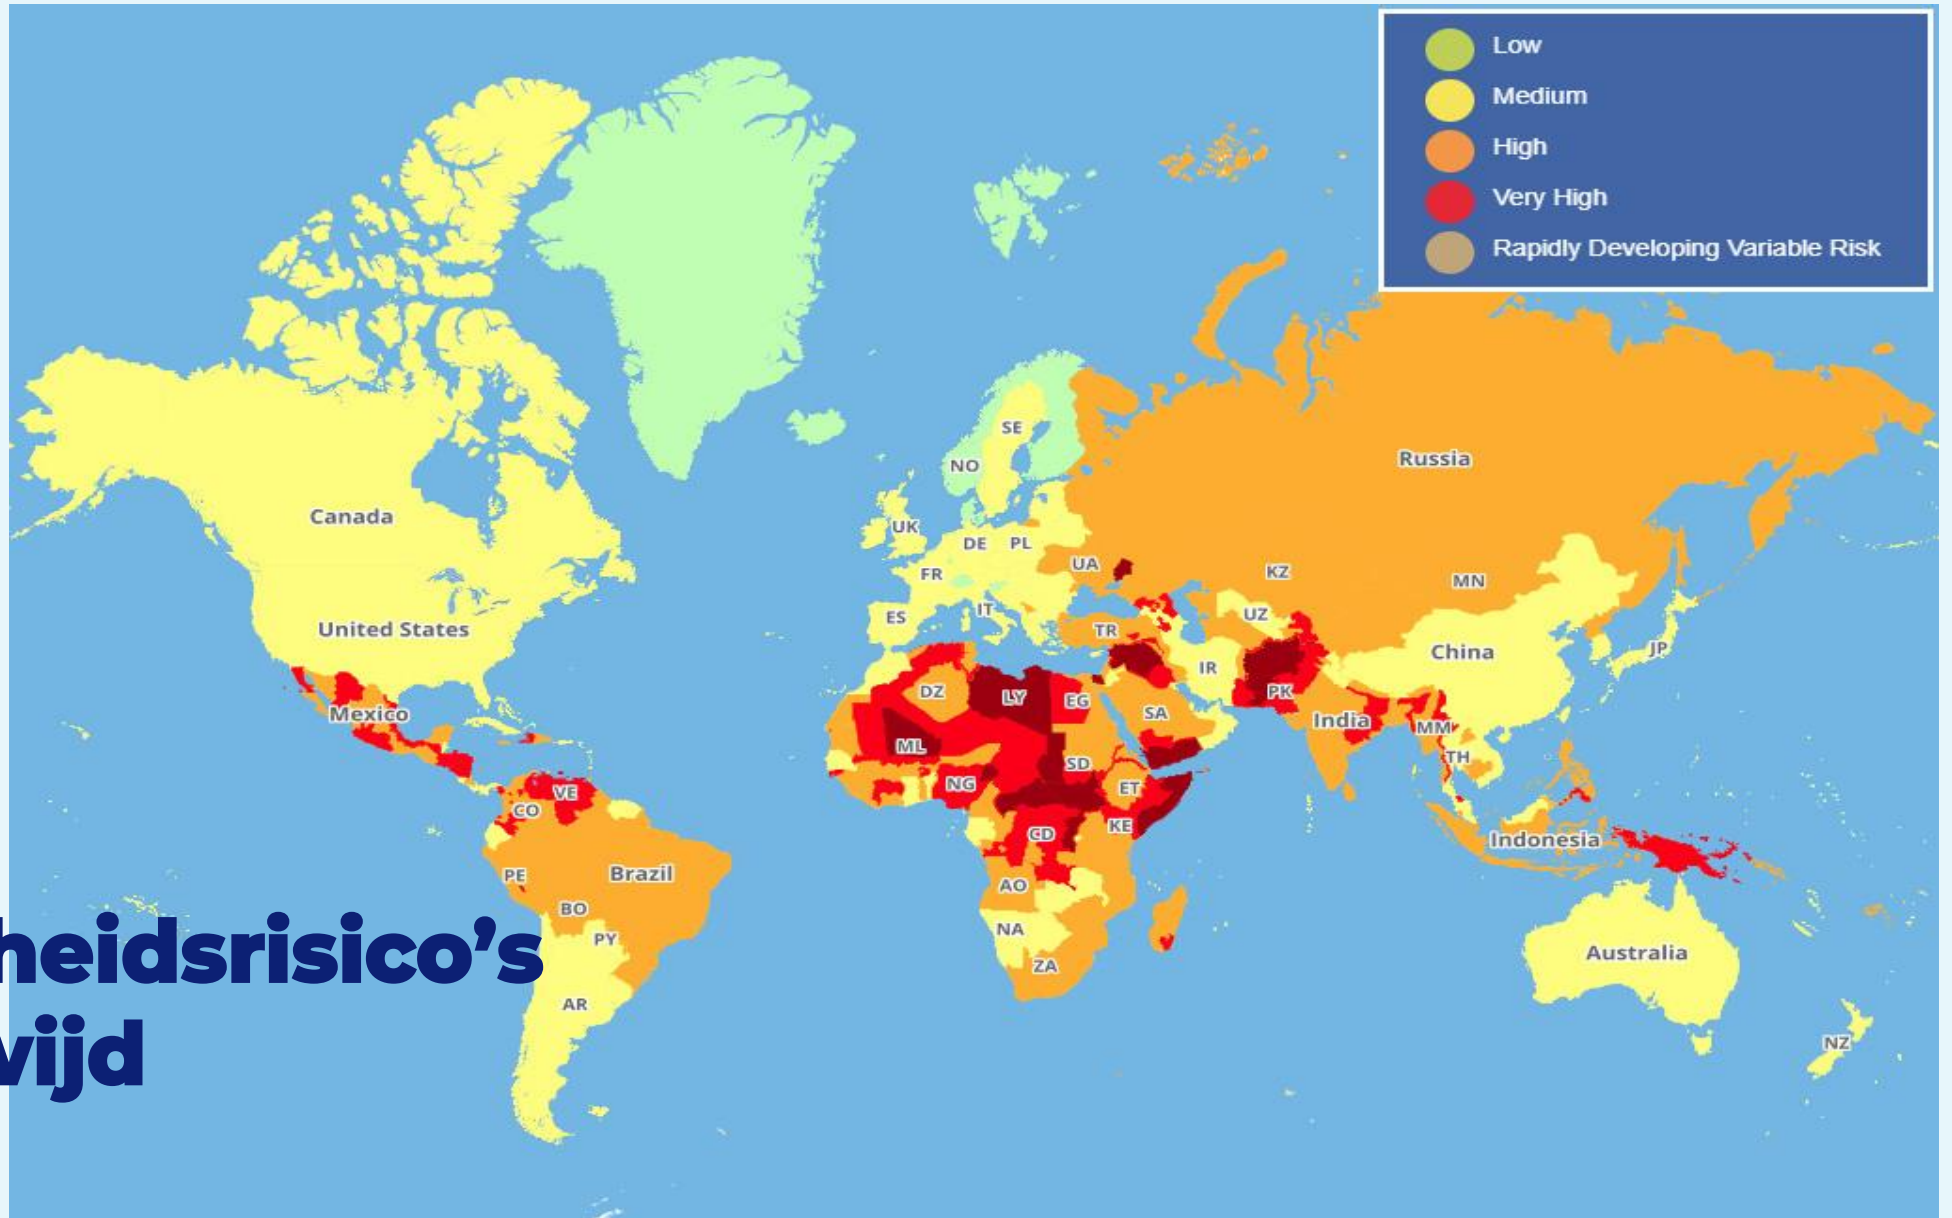 Low
Medium
High
Very High
Rapidly Developing Variable Risk
SE
NO
Russia
Canada
UK
DE
PL
UA
FR
KZ
MN
IT
ES
UZ
United States
TR
China
JP
IR
DZ
LY
EG
PK
SA
Mexico
India
MM
ML
TH
SD
NG
ET
VE
CO
KE
CD
Indonesia
PE
Brazil
AO
BO
NA
PY
heidsrisico's
Australia
ZA
AR
NZ
vijd